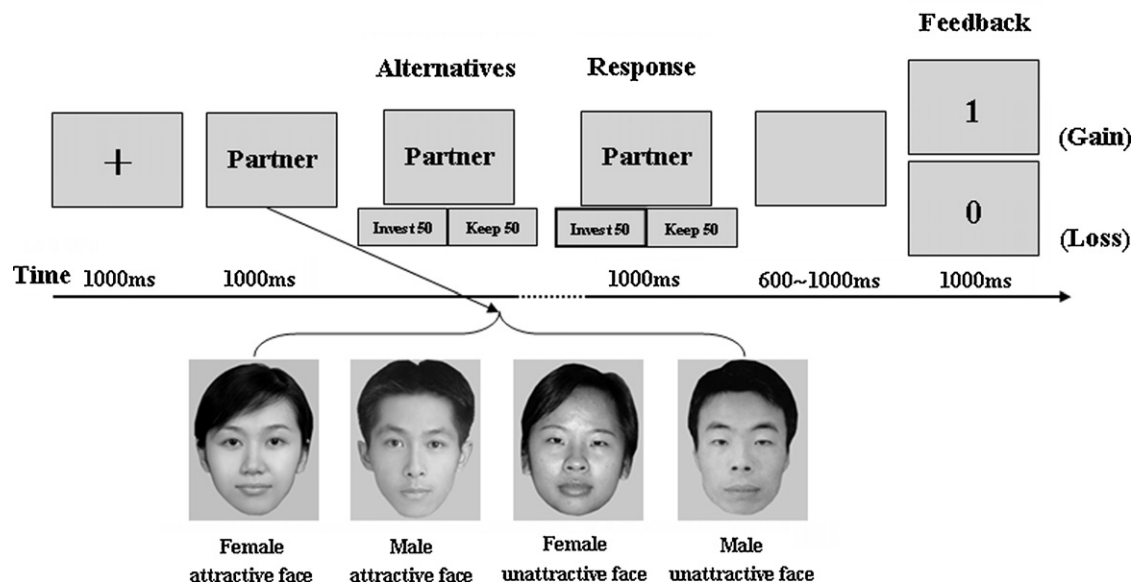 Feedback
Alternatives Response
1
(Gain)
+ Partner Partner Partner
Invest 50 Keep 50 Invest 50 Keep 50
0
(Loss)
Time 1000ms 1000ms 1000ms 600~1000ms 1000ms
Female Male Female Male
attractive face attractive face unattractive face unattractive face